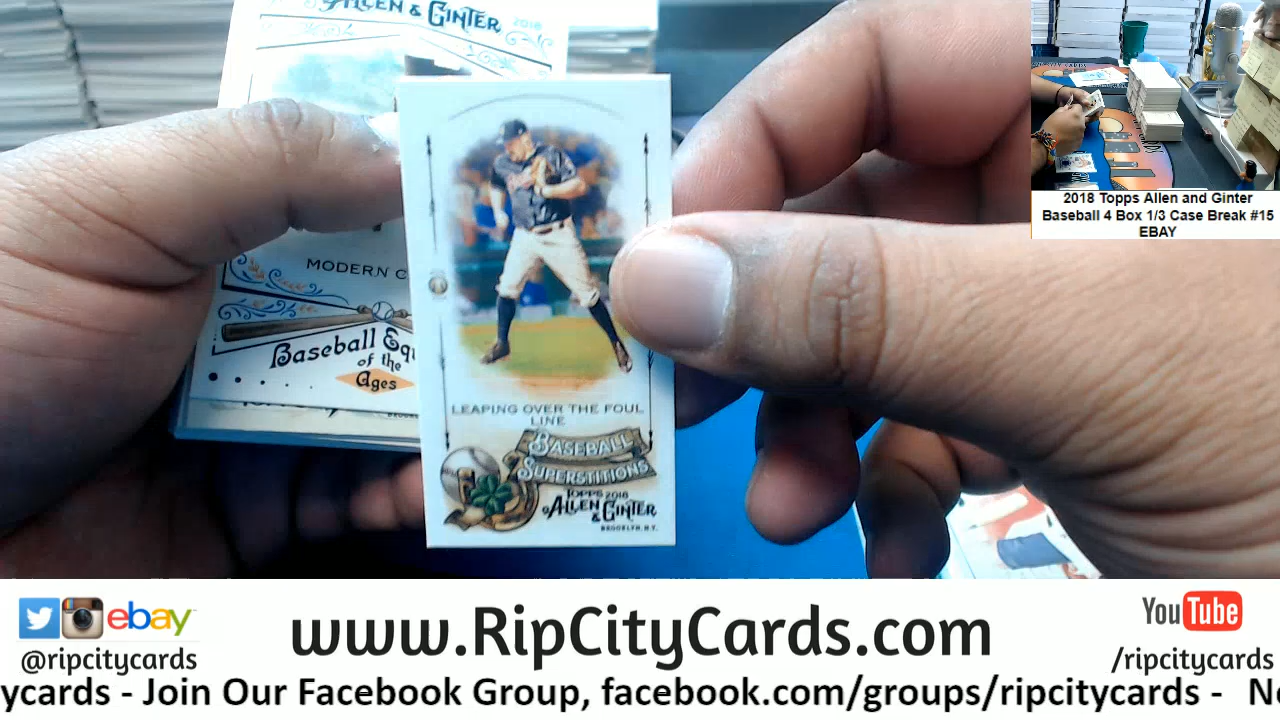 ALLEN & GINTER
2018
MODERN C
Baseball Equ
of the
Ages
LEAPING OVER THE FOUL
LINE
BASEBALL
SUPERSTITIONS
TOPPS 2018
ALLEN
& GINTER
BROOKLYN, N.Y.
2018 Topps Allen and Ginter
Baseball 4 Box 1/3 Case Break #15
EBAY
ebay
@ripcitycards
www.RipCityCards.com
YouTube
/ripcitycards
ycards - Join Our Facebook Group, facebook.com/groups/ripcitycards - Ne